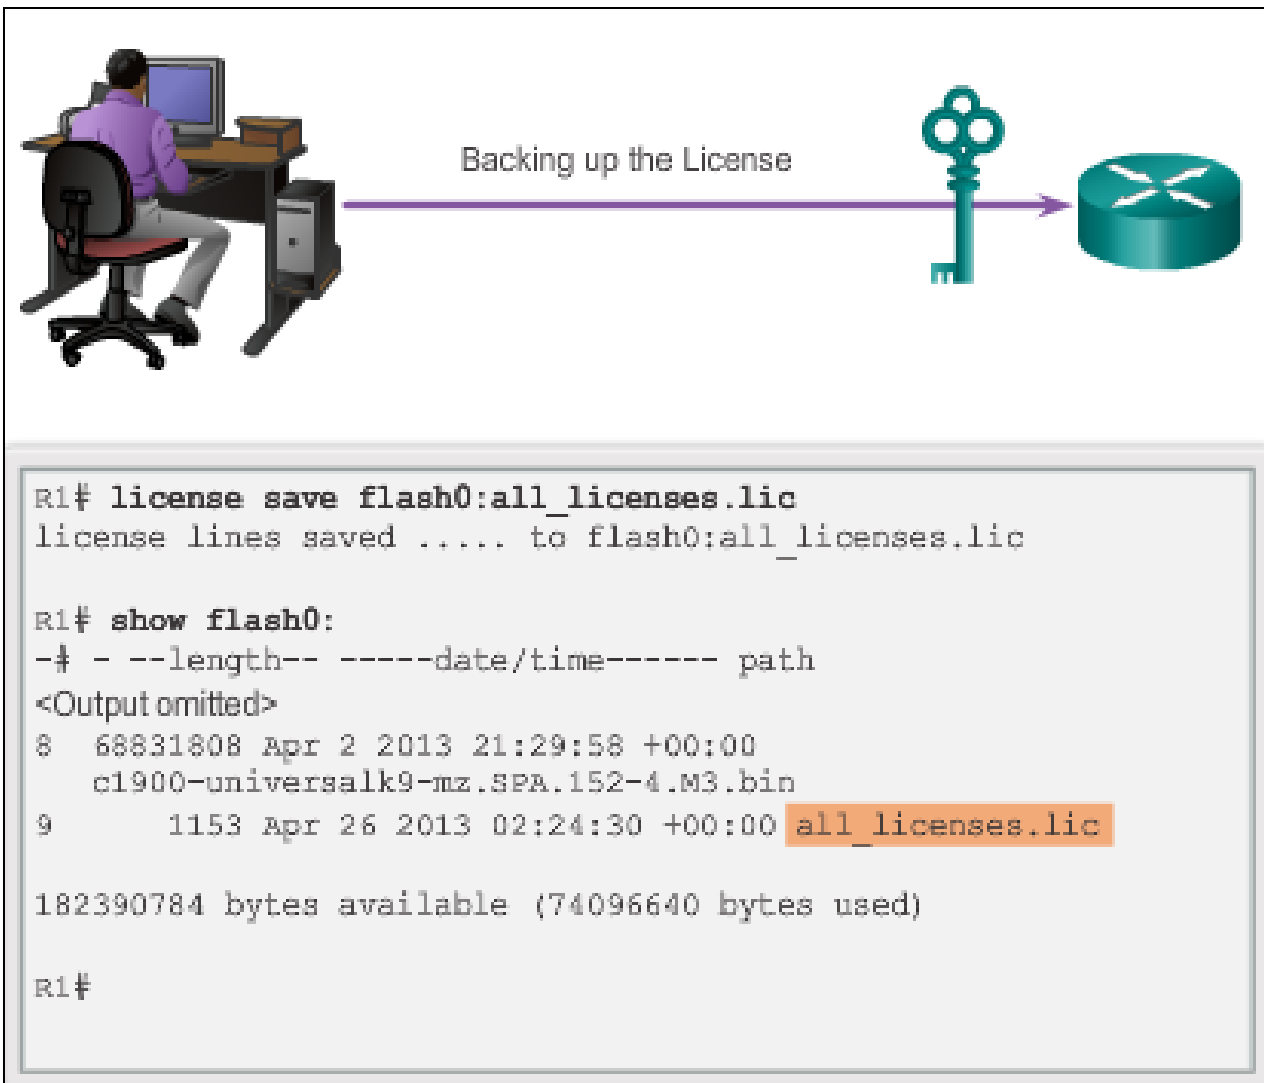 Backing up the License
R1# license save flash0:all_licenses.lic
license lines saved ..... to flash0:all_licenses.lic
R1# show flash0:
-# - --length-- -----date/time------ path
<Output omitted>
8 68831808 Apr 2 2013 21:29:58 +00:00
c1900-universalk9-mz.SPA.152-4.M3.bin
9 1153 Apr 26 2013 02:24:30 +00:00 all_licenses.lic
182390784 bytes available (74096640 bytes used)
R1#